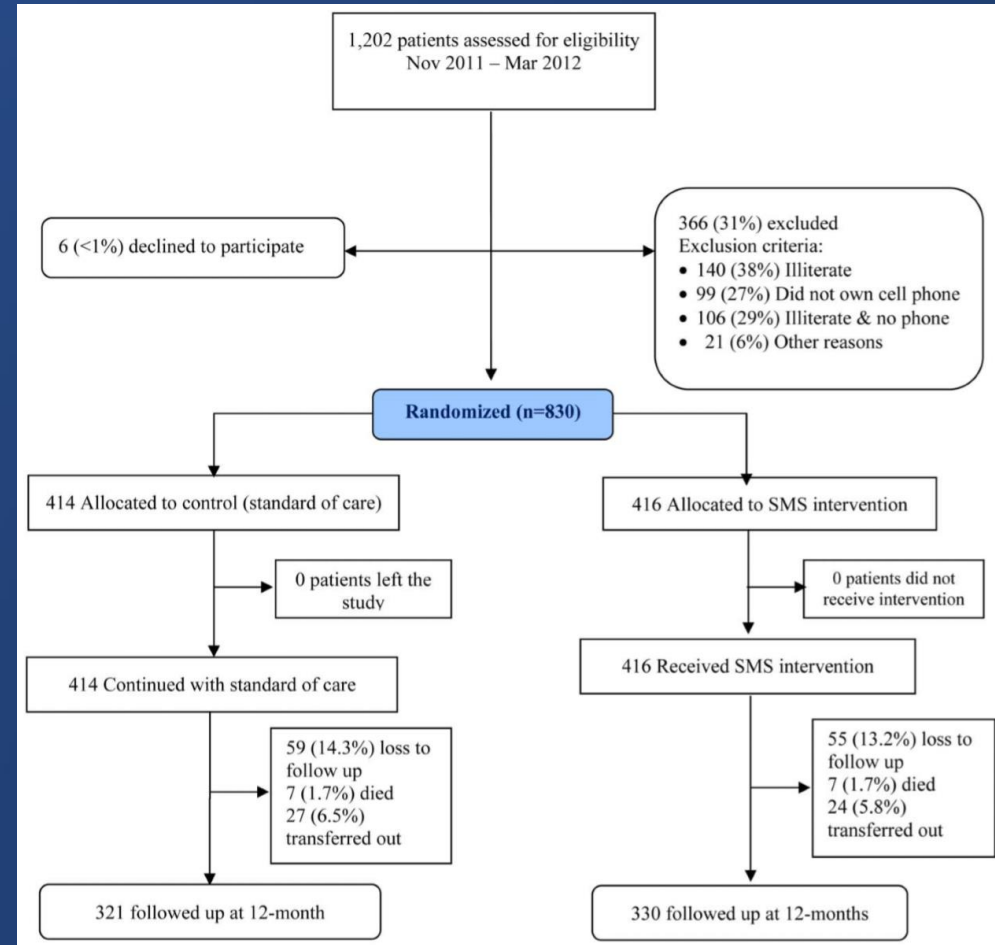 1,202 patients assessed for eligibility
Nov 2011 – Mar 2012
6 (<1%) declined to participate
366 (31%) excluded
Exclusion criteria:
• 140 (38%) Illiterate
• 99 (27%) Did not own cell phone
• 106 (29%) Illiterate & no phone
• 21 (6%) Other reasons
Randomized (n=830)
414 Allocated to control (standard of care)
416 Allocated to SMS intervention
0 patients left the
study
0 patients did not
receive intervention
414 Continued with standard of care
416 Received SMS intervention
59 (14.3%) loss to
follow up
7 (1.7%) died
27 (6.5%)
transferred out
55 (13.2%) loss to
follow up
7 (1.7%) died
24 (5.8%)
transferred out
321 followed up at 12-month
330 followed up at 12-months